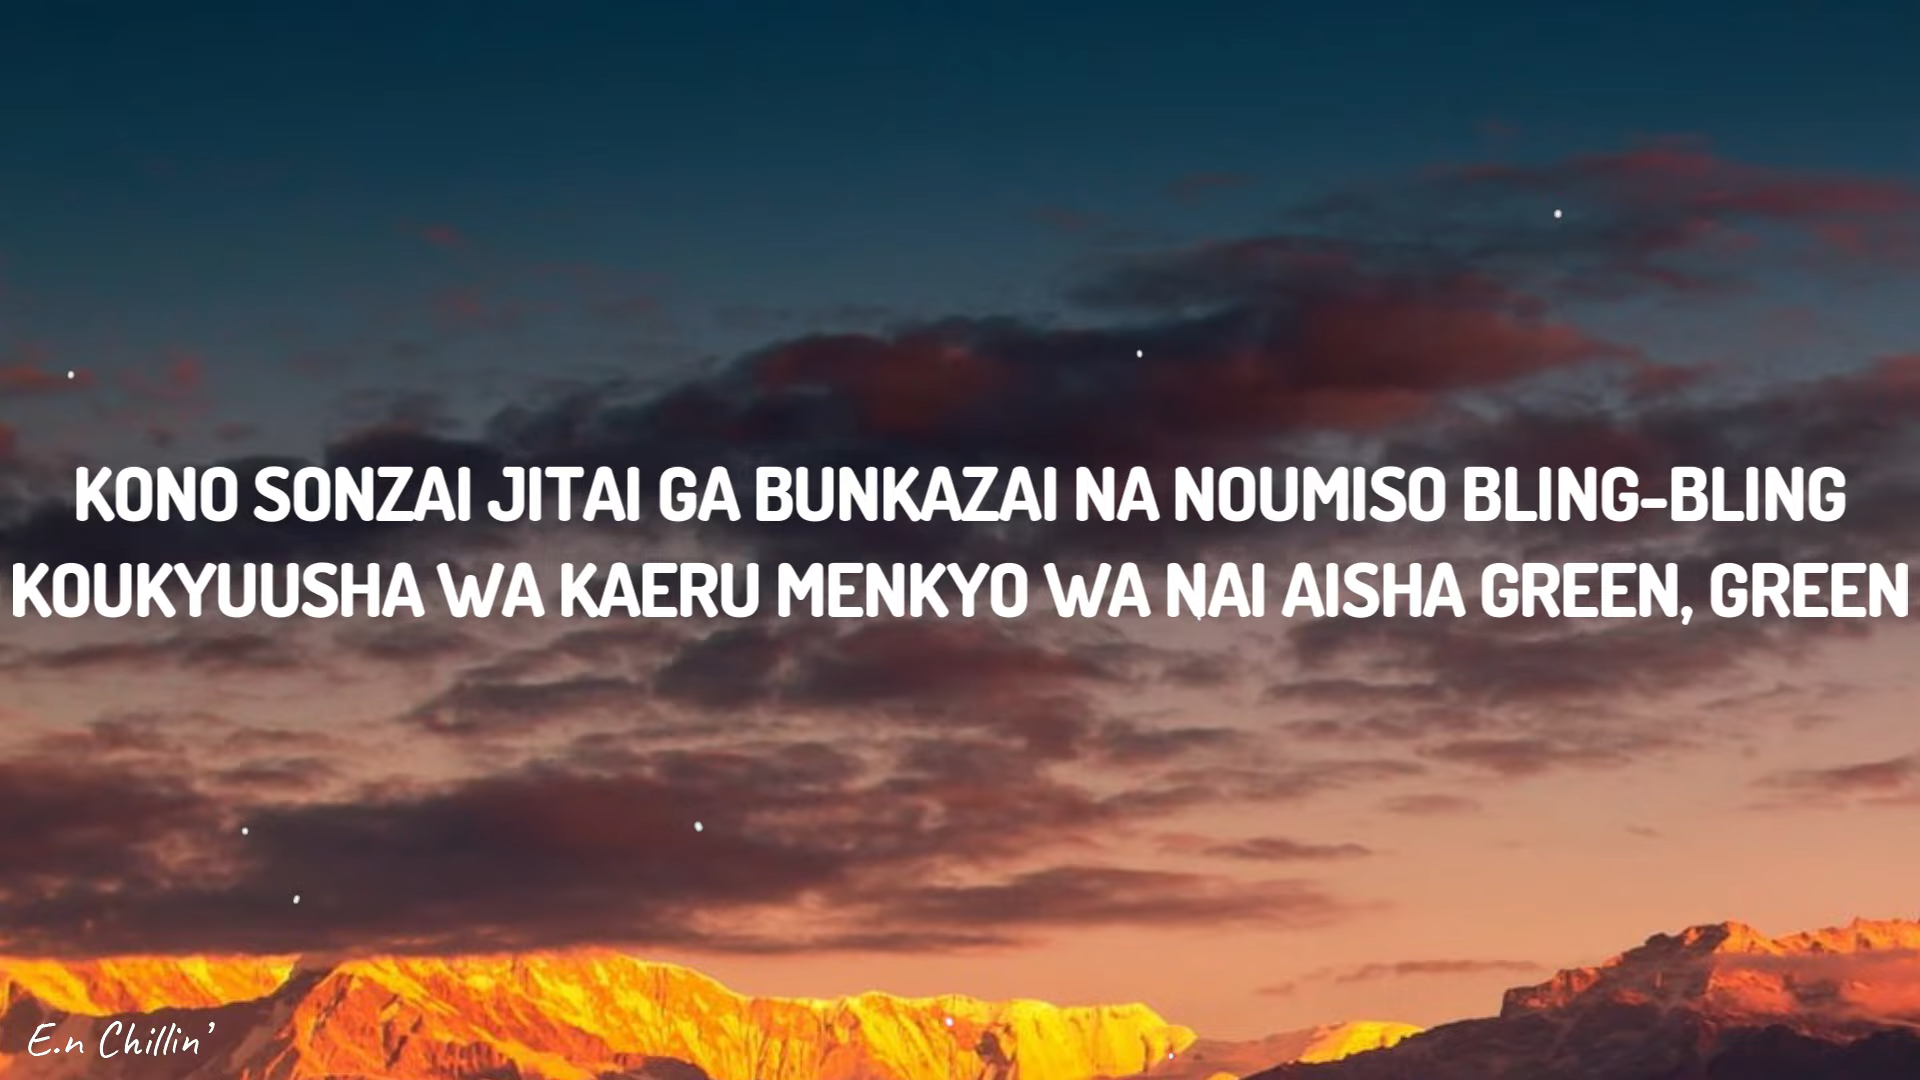 KONO SONZAI JITAI GA BUNKAZAI NA NOUMISO BLING-BLING
KOUKYUUSHA WA KAERU MENKYO WA NAI AISHA GREEN, GREEN
E.n Chillin'